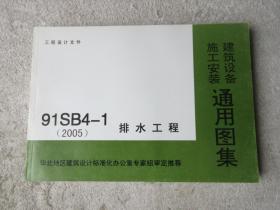 工程设计文件
建筑设备
施工安装
通用图集
91SB4-1
(2005)
排水工程
华北地区建筑设计标准化办公室专家组审定推荐